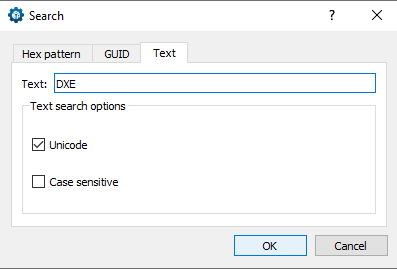 Search
?
Hex pattern GUID Text
Text: DXE
Text search options
Unicode
Case sensitive
OK Cancel